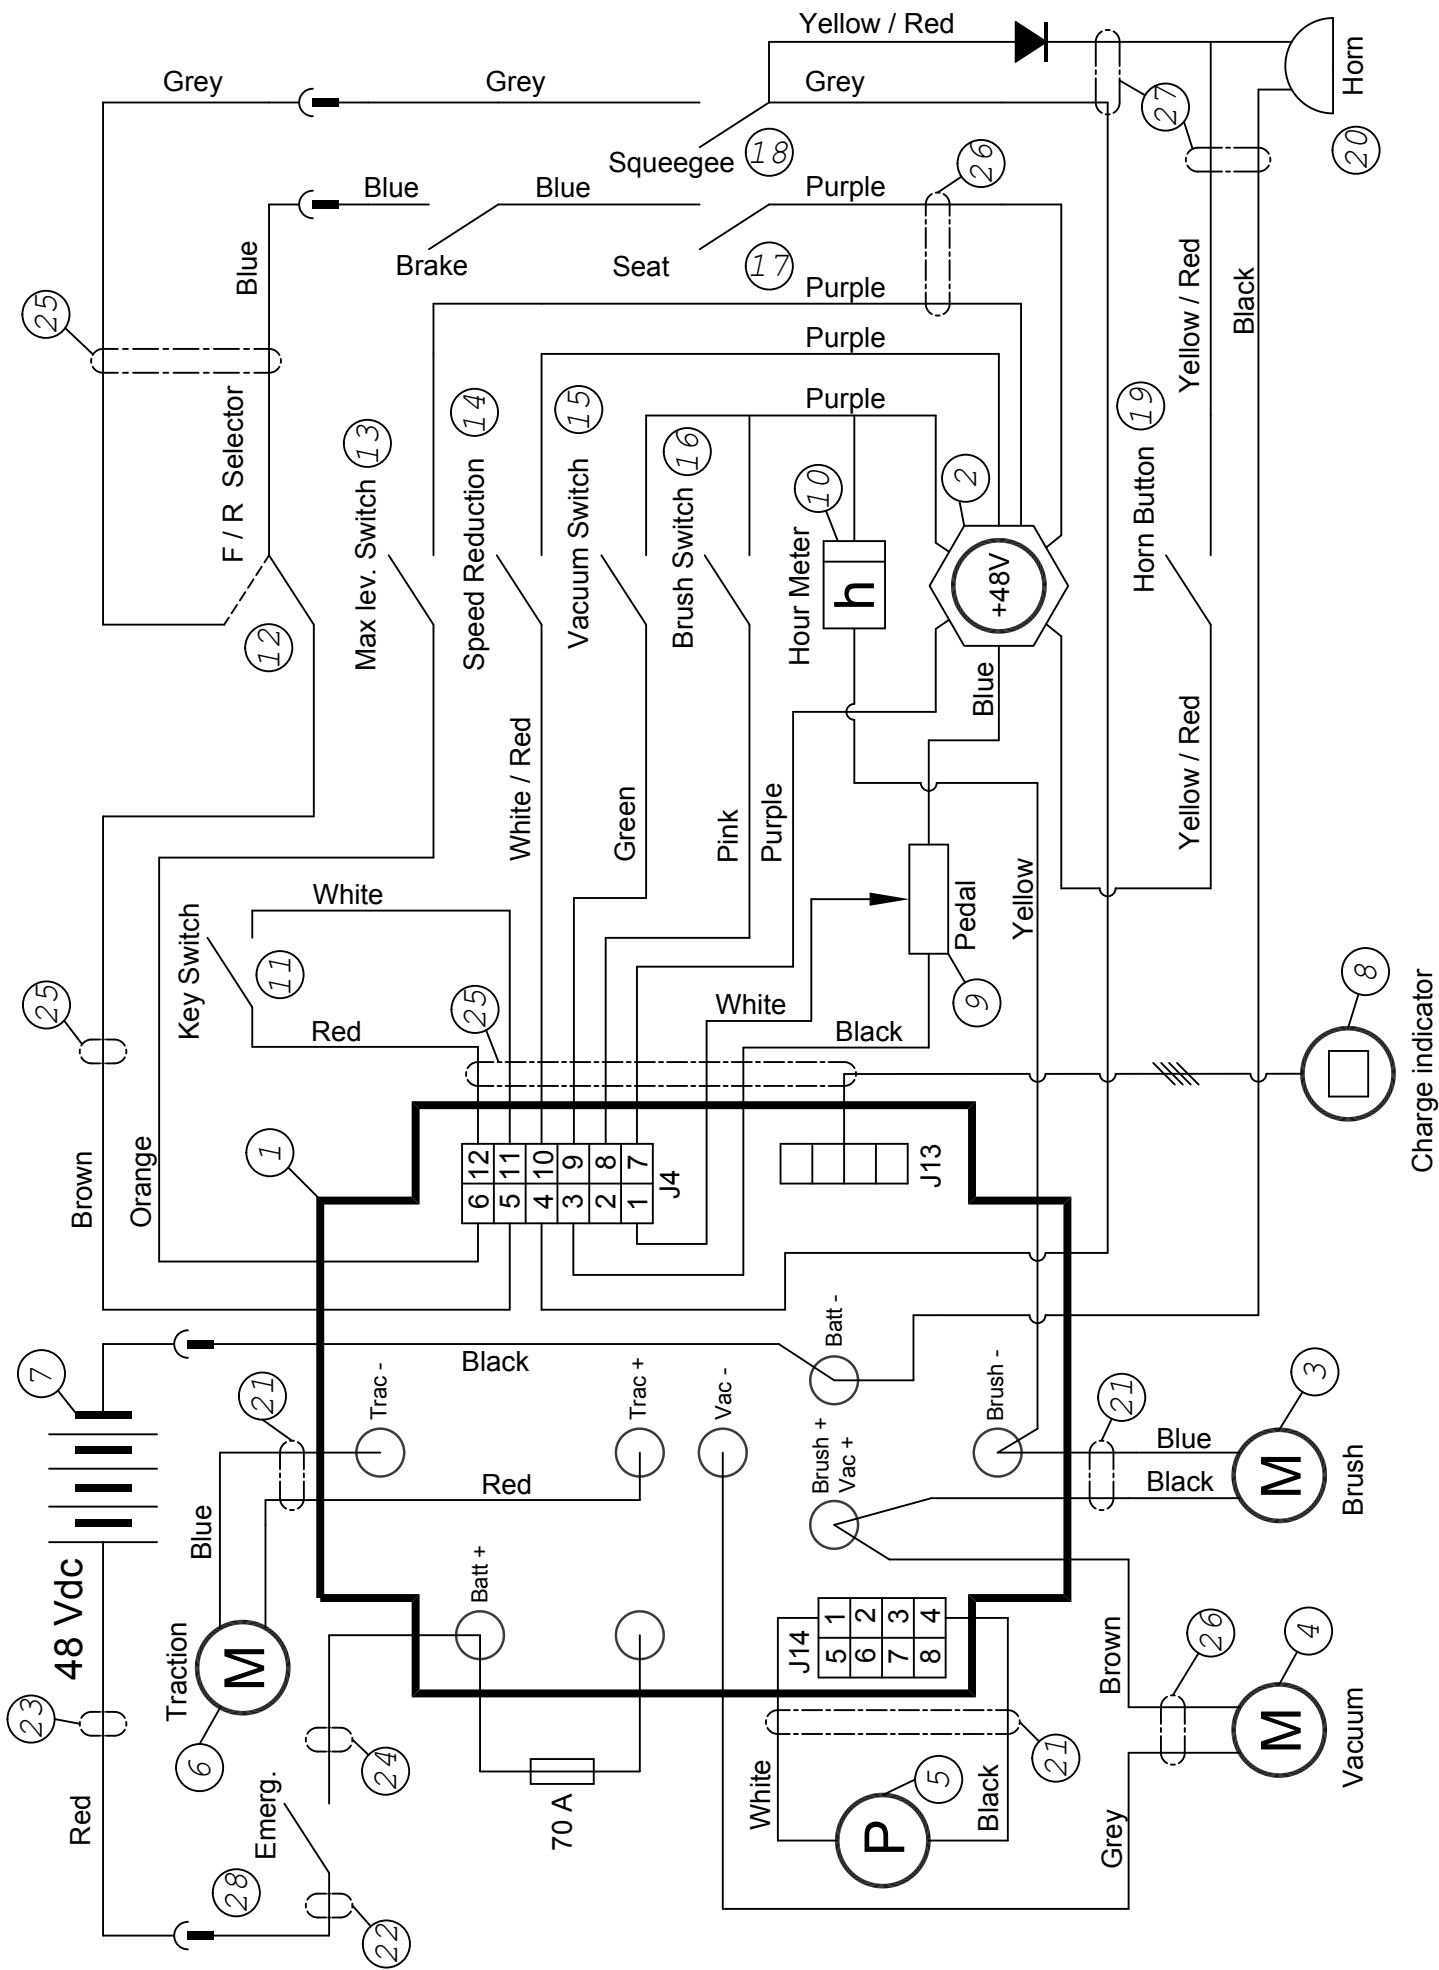 23
7
25
25
48 Vdc
Red
Brown
Orange
Traction
6
Blue
Key Switch
Grey
28
21
1
11
12
F / R Selector
Blue
Emerg.
22
24
Trac -
Red
White
Max lev. Switch
13
Blue
Batt +
Black
Red
25
Speed Reduction
14
Brake
Grey
6 12
5 11
4 10
3 9
2 8
1 7
J4
White / Red
Vacuum Switch
15
Blue
70 A
Trac +
Green
Brush Switch
16
Seat
Squeegee
Vac -
White
Pink
17
18
White
J14
5 1
6 2
7 3
8 4
Brush +
Vac +
Batt -
Purple
Hour Meter
10
h
Purple
Purple
Purple
Purple
Grey
Yellow / Red
P
5
Black
Black
J13
Pedal
9
Blue
2
+48V
26
Brush -
Yellow
21
Grey
Brown
21
Horn Button
19
27
26
Blue
Black
Yellow / Red
Yellow / Red
Black
M
M
M
4
3
Vacuum
Brush
8
Charge indicator
Horn
20